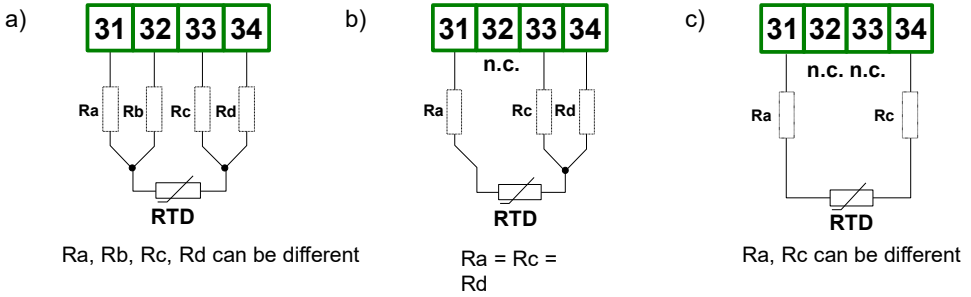 a)
31 32 33 34
Ra Rb Rc Rd
RTD
Ra, Rb, Rc, Rd can be different
b)
31 32 33 34
n.c.
Ra Rc Rd
RTD
Ra = Rc =
Rd
c)
31 32 33 34
n.c. n.c.
Ra Rc
RTD
Ra, Rc can be different